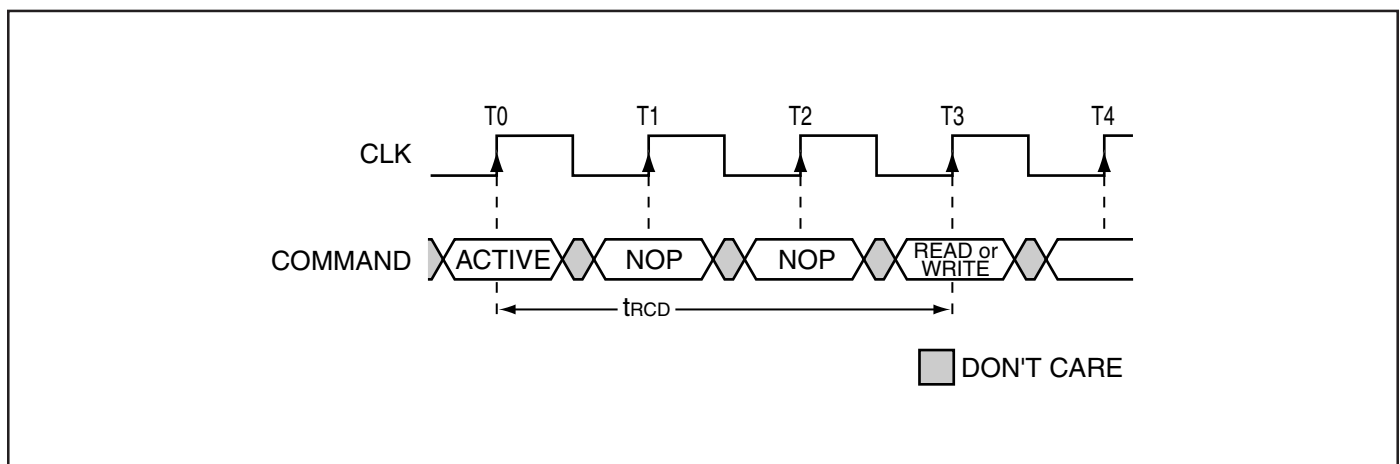 T0 T1 T2 T3 T4
CLK
COMMAND ACTIVE NOP NOP READ or
WRITE
tRCD
DON'T CARE